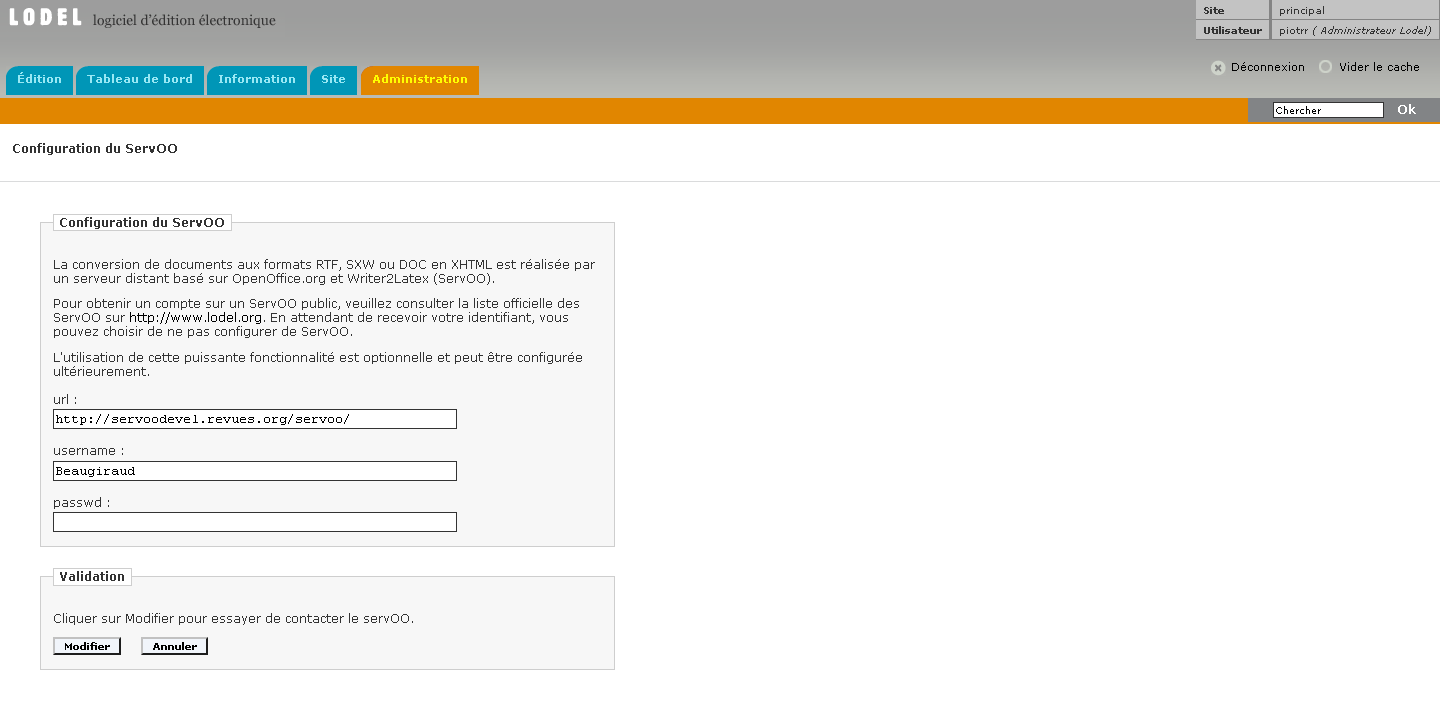 LODEL logiciel d'édition électronique
Site principal
Utilisateur piotrr ( Administrateur Lodel)
Déconnexion Vider le cache
Édition Tableau de bord Information Site Administration
Chercher Ok
Configuration du ServOO
Configuration du ServOO
La conversion de documents aux formats RTF, SXW ou DOC en XHTML est réalisée par
un serveur distant basé sur OpenOffice.org et Writer2Latex (ServOO).
Pour obtenir un compte sur un ServOO public, veuillez consulter la liste officielle des
ServOO sur http://www.lodel.org. En attendant de recevoir votre identifiant, vous
pouvez choisir de ne pas configurer de ServOO.
L'utilisation de cette puissante fonctionnalité est optionnelle et peut être configurée
ultérieurement.
url :
http://servoodevel.revues.org/servoo/
username :
Beaugiraud
passwd :
Validation
Cliquer sur Modifier pour essayer de contacter le servOO.
Modifier Annuler